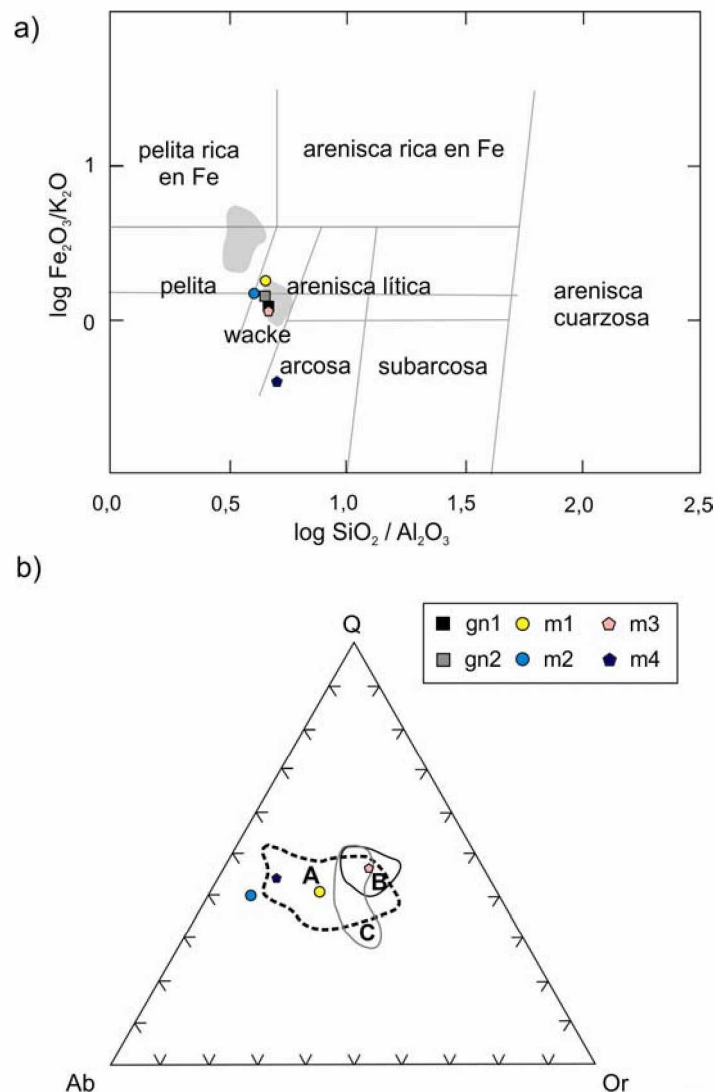 a)
pelita rica
en Fe
arenisca rica en Fe
1
log Fe₂O₃/K₂O
pelita
arenisca lítica
arenisca
cuarzosa
0
wacke
arcosa
subarcosa
0,0
0,5
1,0
1,5
2,0
2,5
log SiO₂ / Al₂O₃
b)
Q
gn1
m1
m3
gn2
m2
m4
A
B
C
Ab
Or